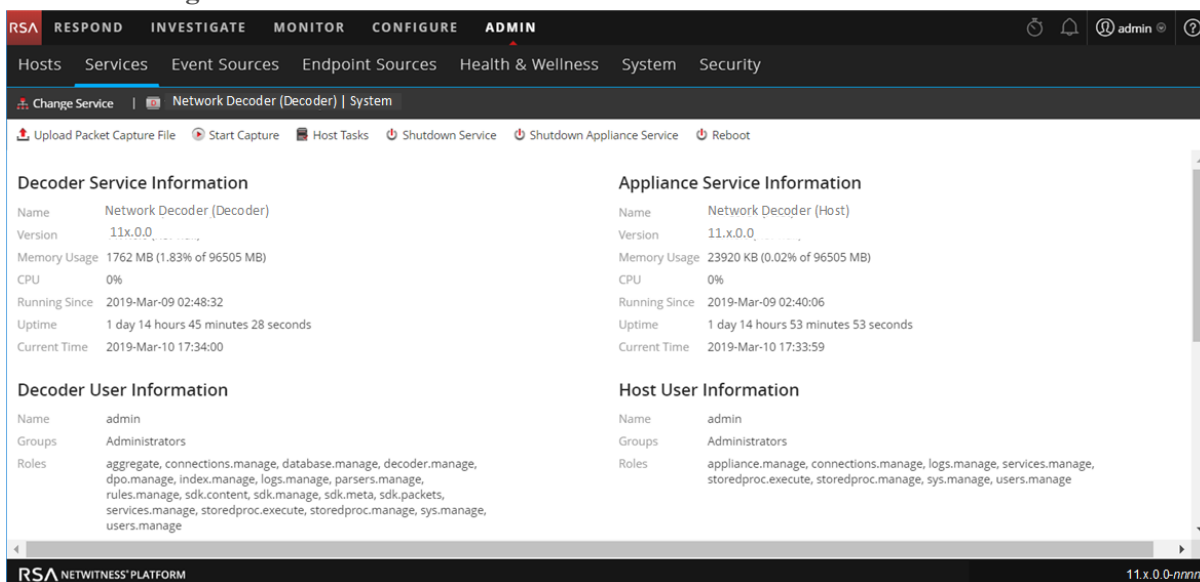 RSA RESPOND INVESTIGATE MONITOR CONFIGURE ADMIN admin ?
Hosts Services Event Sources Endpoint Sources Health & Wellness System Security
Change Service | Network Decoder (Decoder) | System
Upload Packet Capture File Start Capture Host Tasks Shutdown Service Shutdown Appliance Service Reboot
Decoder Service Information
Name Network Decoder (Decoder)
Version 11x.0.0
Memory Usage 1762 MB (1.83% of 96505 MB)
CPU 0%
Running Since 2019-Mar-09 02:48:32
Uptime 1 day 14 hours 45 minutes 28 seconds
Current Time 2019-Mar-10 17:34:00
Appliance Service Information
Name Network Decoder (Host)
Version 11.x.0.0
Memory Usage 23920 KB (0.02% of 96505 MB)
CPU 0%
Running Since 2019-Mar-09 02:40:06
Uptime 1 day 14 hours 53 minutes 53 seconds
Current Time 2019-Mar-10 17:33:59
Decoder User Information
Name admin
Groups Administrators
Roles aggregate, connections.manage, database.manage, decoder.manage,
dpo.manage, index.manage, logs.manage, parsers.manage,
rules.manage, sdk.content, sdk.manage, sdk.meta, sdk.packets,
services.manage, storedproc.execute, storedproc.manage, sys.manage,
users.manage
Host User Information
Name admin
Groups Administrators
Roles appliance.manage, connections.manage, logs.manage, services.manage,
storedproc.execute, storedproc.manage, sys.manage, users.manage
RSA NETWITNESS® PLATFORM 11.x.0.0-nnnn